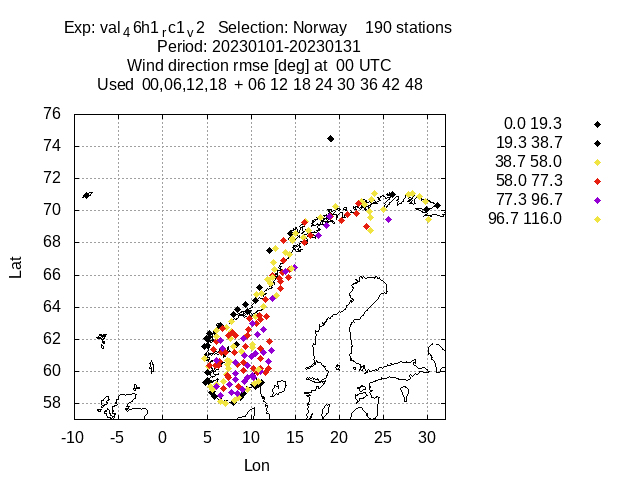 Exp: val46h1rc1v2 Selection: Norway 190 stations
Period: 20230101-20230131
Wind direction rmse [deg] at 00 UTC
Used 00,06,12,18 + 06 12 18 24 30 36 42 48
0.0 19.3
19.3 38.7
38.7 58.0
58.0 77.3
77.3 96.7
96.7 116.0
Lat
76
74
72
70
68
66
64
62
60
58
-10 -5 0 5 10 15 20 25 30
Lon